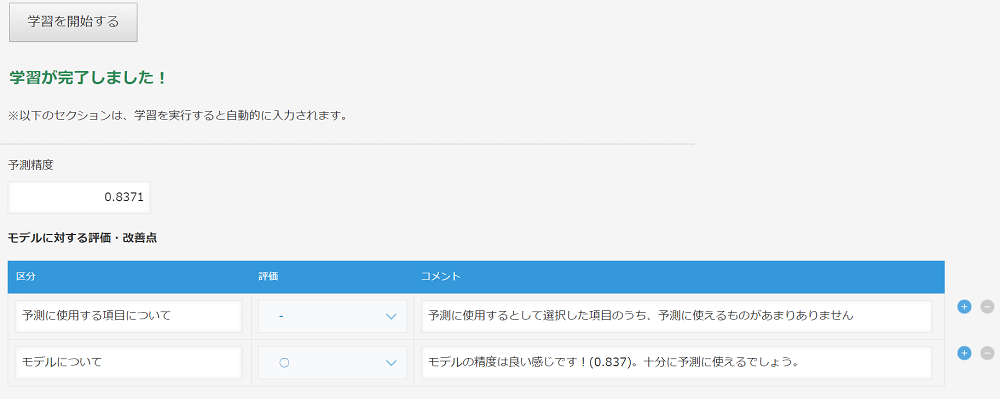 学習を開始する
学習が完了しました！
※以下のセクションは、学習を実行すると自動的に入力されます。
予測精度
0.8371
モデルに対する評価・改善点
区分 評価 コメント
予測に使用する項目について - 予測に使用するとして選択した項目のうち、予測に使えるものがあまりありません
モデルについて 〇 モデルの精度は良い感じです！(0.837)。十分に予測に使えるでしょう。